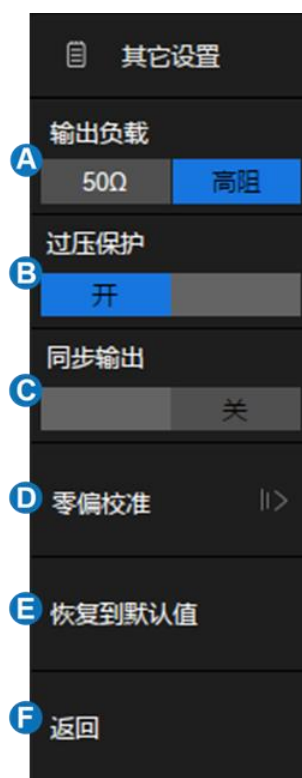 其它设置
输出负载
A
50Ω 高阻
过压保护
B
开
同步输出
C
关
D 零偏校准
E 恢复到默认值
F 返回